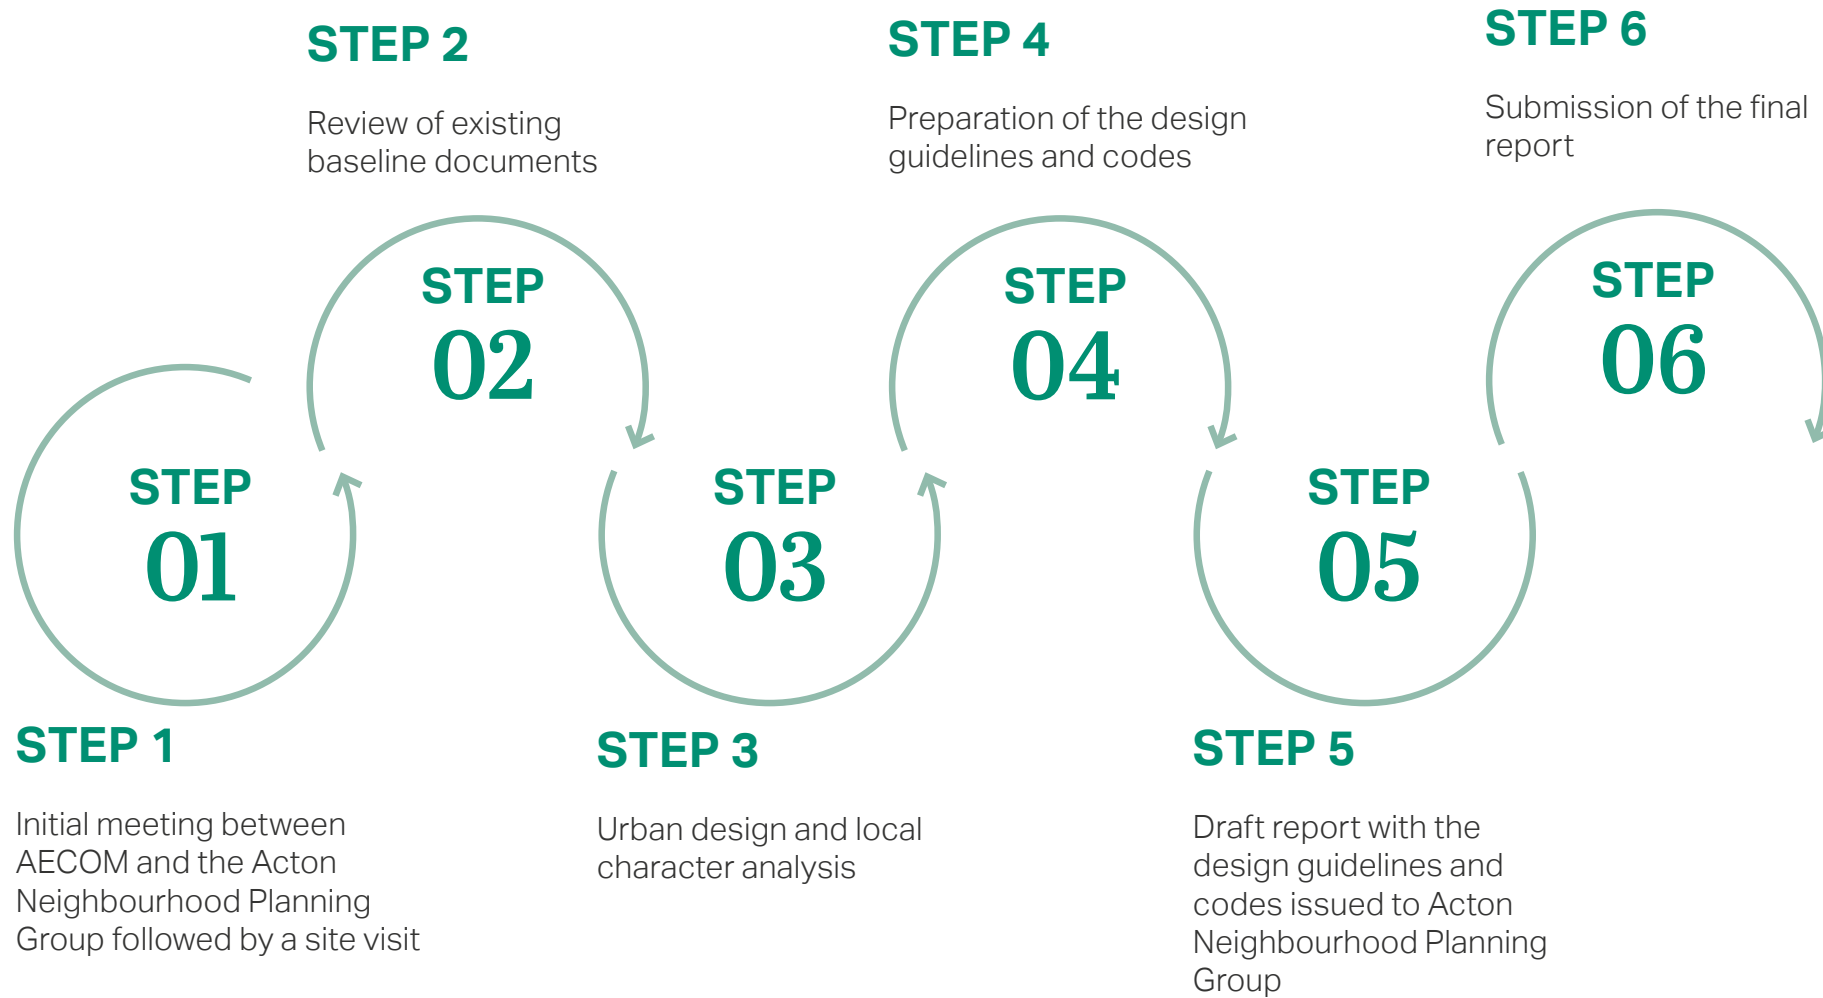 STEP 2
Review of existing
baseline documents
STEP 4
Preparation of the design
guidelines and codes
STEP 6
Submission of the final
report
STEP
02
STEP
04
STEP
06
STEP
01
STEP
03
STEP
05
STEP 1
Initial meeting between
AECOM and the Acton
Neighbourhood Planning
Group followed by a site visit
STEP 3
Urban design and local
character analysis
STEP 5
Draft report with the
design guidelines and
codes issued to Acton
Neighbourhood Planning
Group